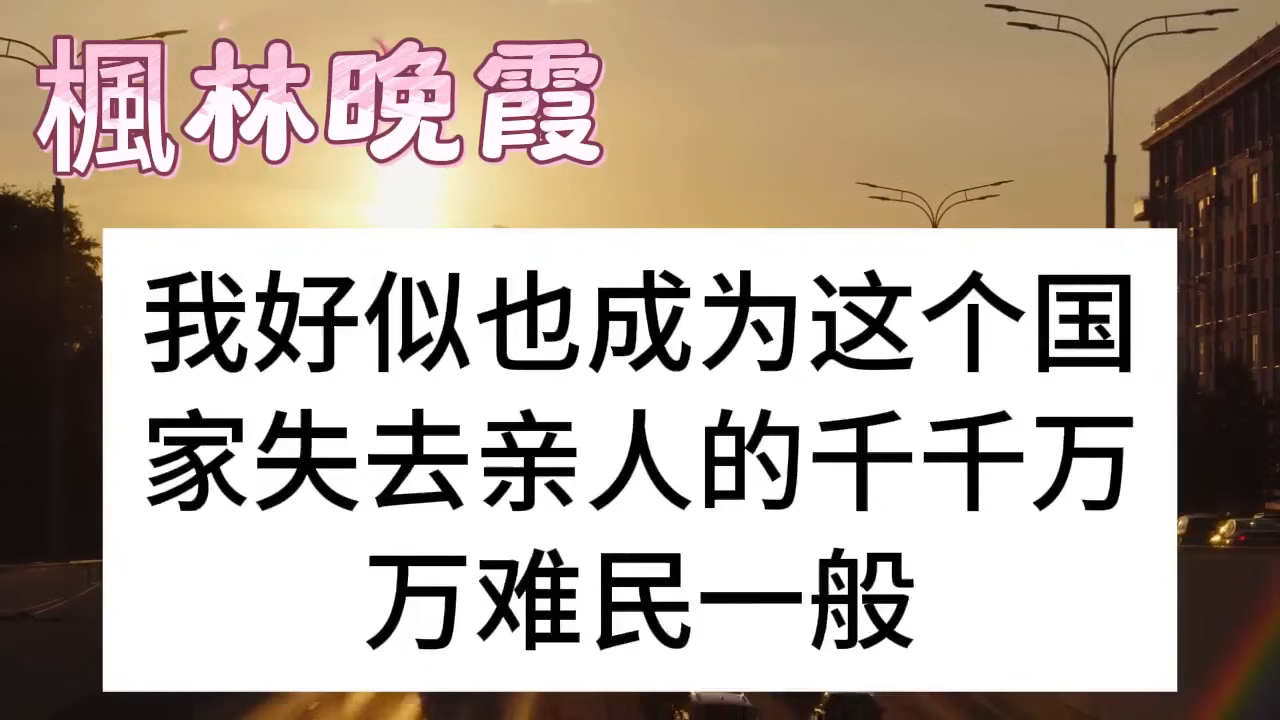 楓林晚霞
我好似也成为这个国
家失去亲人的千千万
万难民一般